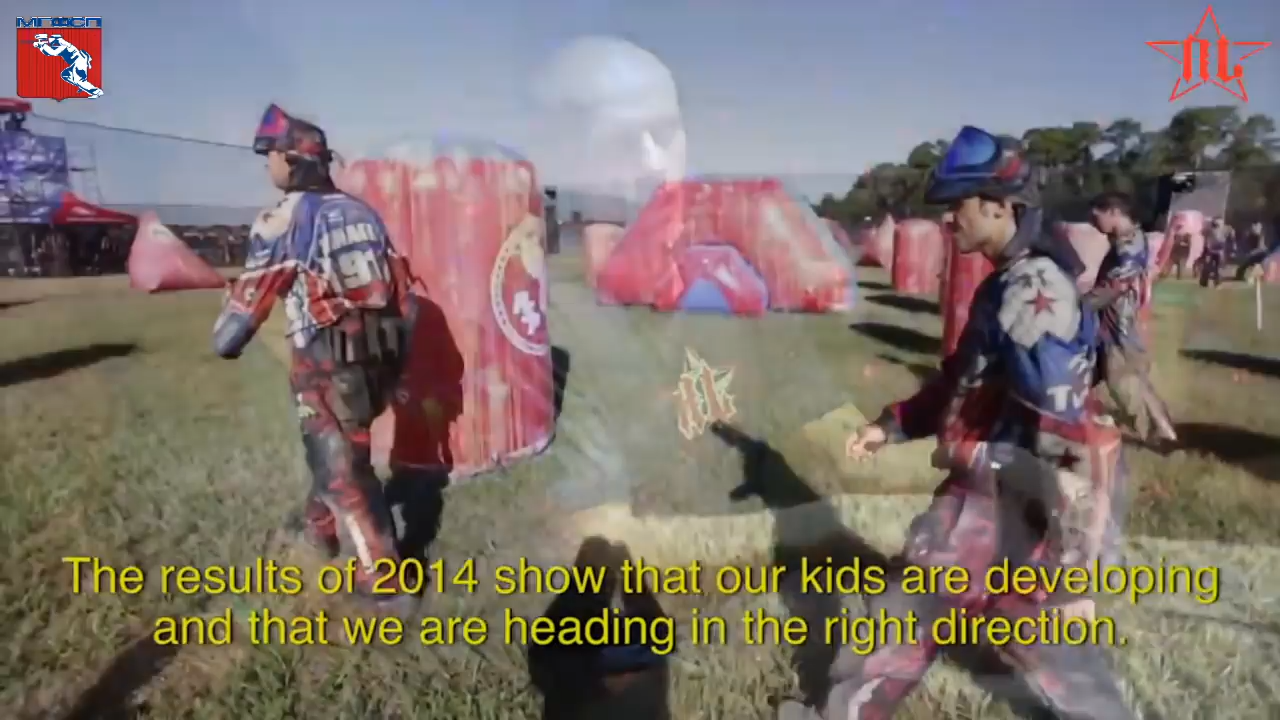 МГФСП
The results of 2014 show that our kids are developing
and that we are heading in the right direction.